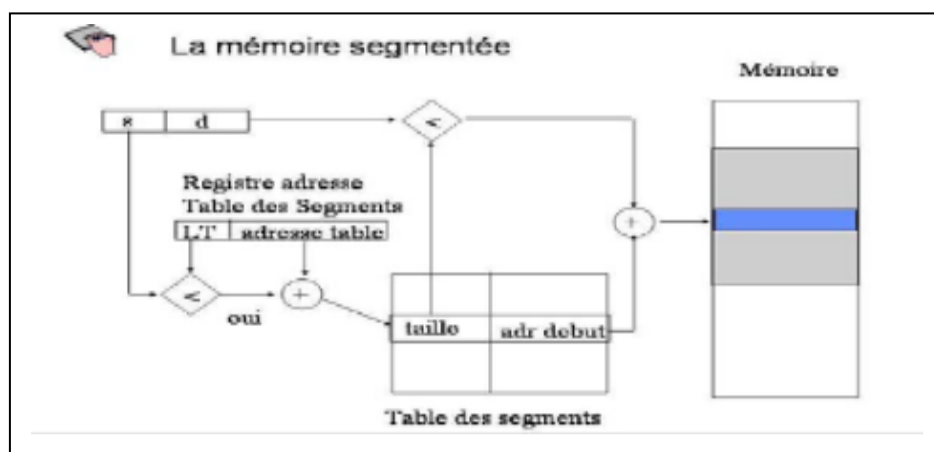 La mémoire segmentée
Mémoire
s d
<
Registre adresse
Table des Segments
LT adresse table
<
oui
+
+
taille adr debut
Table des segments